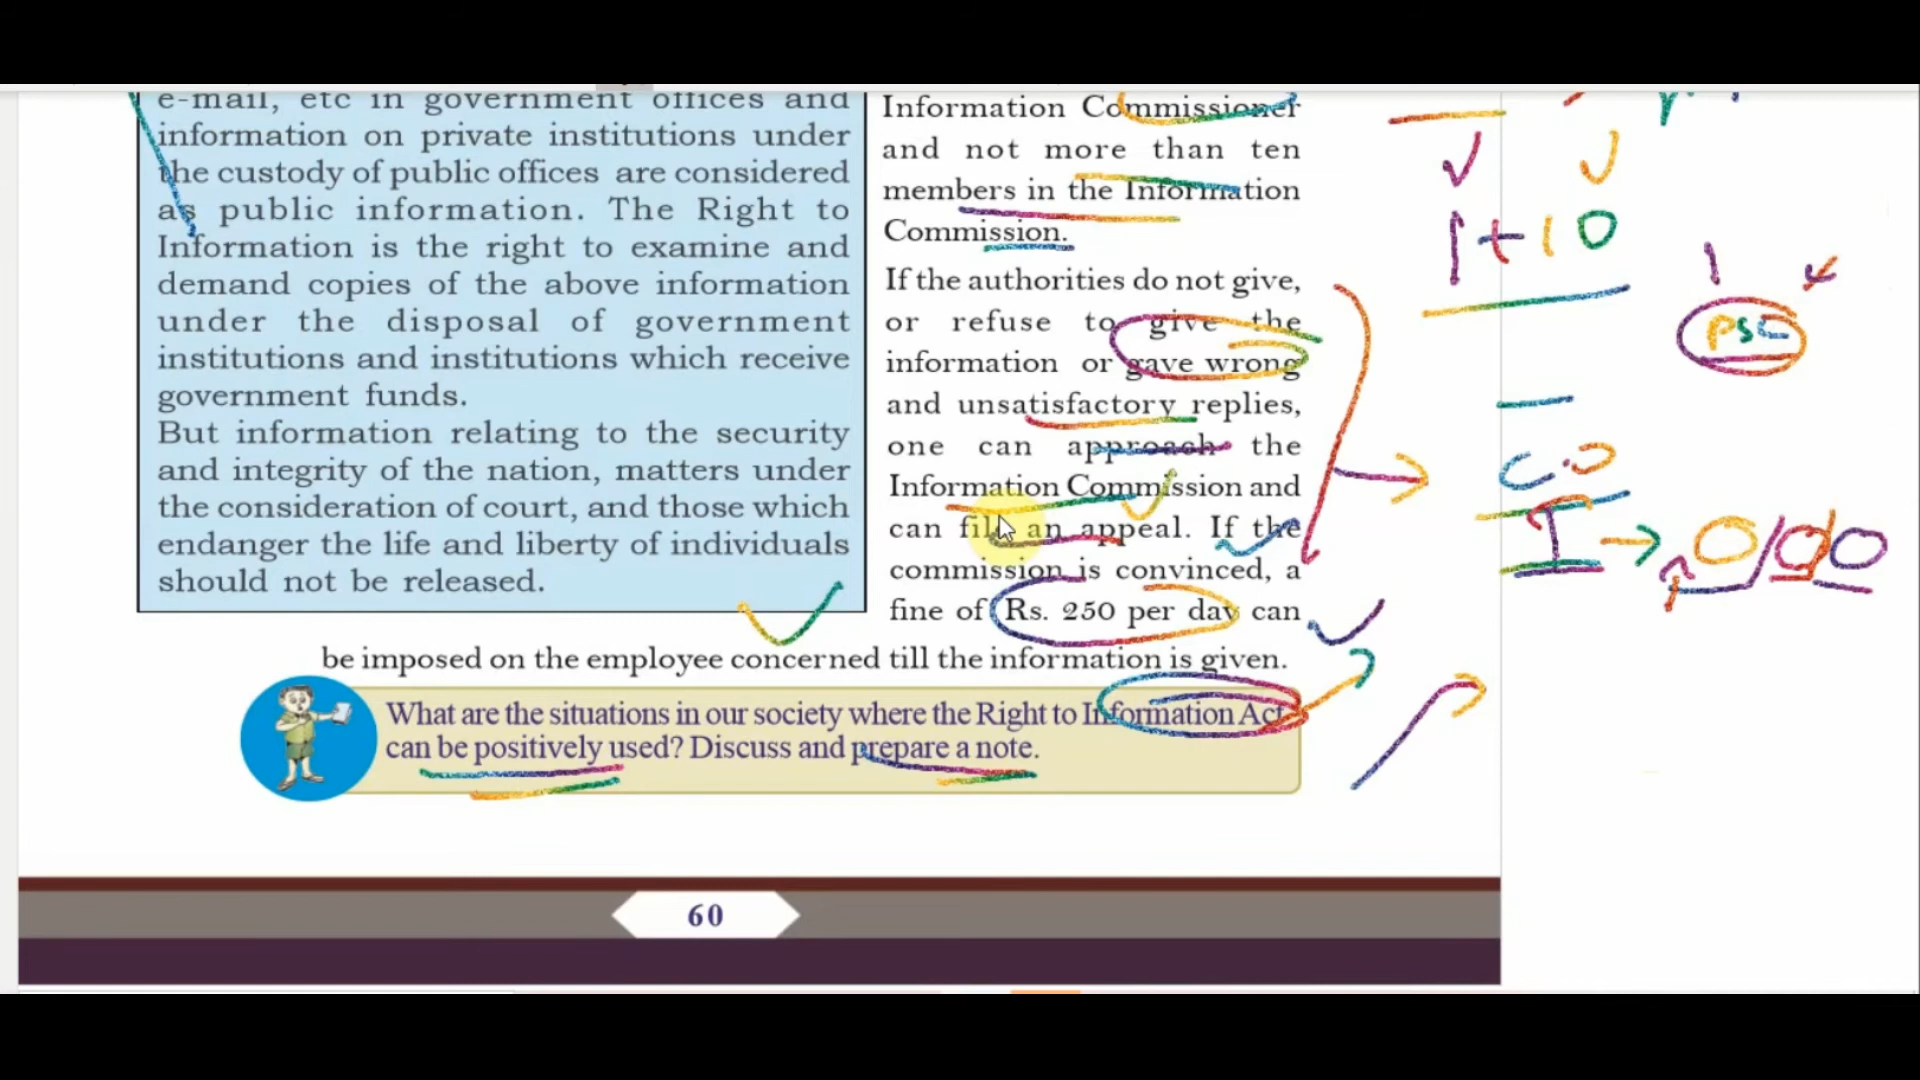 e-mail, etc in government offices and
information on private institutions under
the custody of public offices are considered
as public information. The Right to
Information is the right to examine and
demand copies of the above information
under the disposal of government
institutions and institutions which receive
government funds.
But information relating to the security
and integrity of the nation, matters under
the consideration of court, and those which
endanger the life and liberty of individuals
should not be released.
Information Commissioner
and not more than ten
members in the Information
Commission.
If the authorities do not give,
or refuse to give the
information or gave wrong
and unsatisfactory replies,
one can approach the
Information Commission and
can file an appeal. If the
commission is convinced, a
fine of Rs. 250 per day can
be imposed on the employee concerned till the information is given.
What are the situations in our society where the Right to Information Act
can be positively used? Discuss and prepare a note.
60
1+10
1
psc
C.O
I